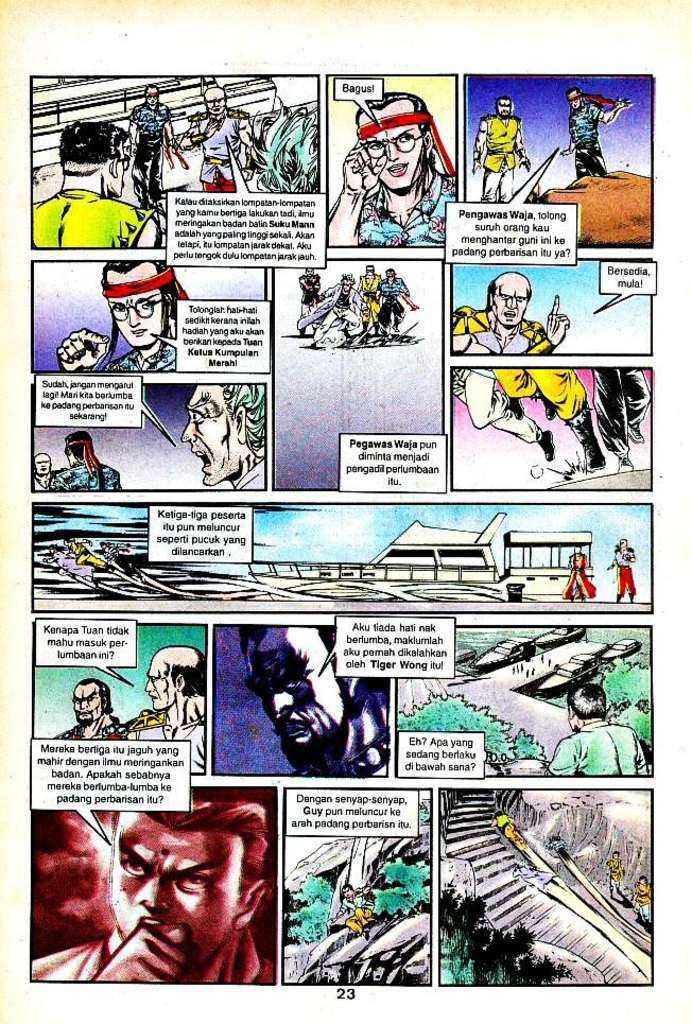 Kalau lompatan-lompatan
yang kamu bertiga lakukan tadi, ilmu
meringankan badan batin Suku Mann
adalah yang paling tinggi sekali. Akan
tetapi, itu lompatan jarak dekat. Aku
perlu tengok dulu lompatan jarak jauh.
Bagus!
Pengawas Waja, tolong
suruh orang kau
menghantar guni ini ke
padang perbarisan itu ya?
Tolonglah hati-hati
sedikit kerana inilah
hadiah yang aku akan
berikan kepada Tuan
Ketua Kumpulan
Merah!
Sudah, jangan mengarul
lagi! Mari kita berlumba
ke padang perbarisan itu
sekarang!
Pegawas Waja pun
diminta menjadi
pengadil perlumbaan
itu.
Bersedia,
mula!
Ketiga-tiga peserta
itu pun meluncur
seperti pucuk yang
dilancarkan .
Kenapa Tuan tidak
mahu masuk per-
lumbaan ini?
Aku tiada hati nak
berlumba, maklumlah
aku pernah dikalahkan
oleh Tiger Wong itu!
Eh? Apa yang
sedang berlaku
di bawah sana?
Mereka bertiga itu jaguh yang
mahir dengan ilmu meringankan
badan. Apakah sebabnya
mereka berlumba-lumba ke
padang perbarisan itu?
Dengan senyap-senyap,
Guy pun meluncur ke
arah padang perbarisn itu.
23